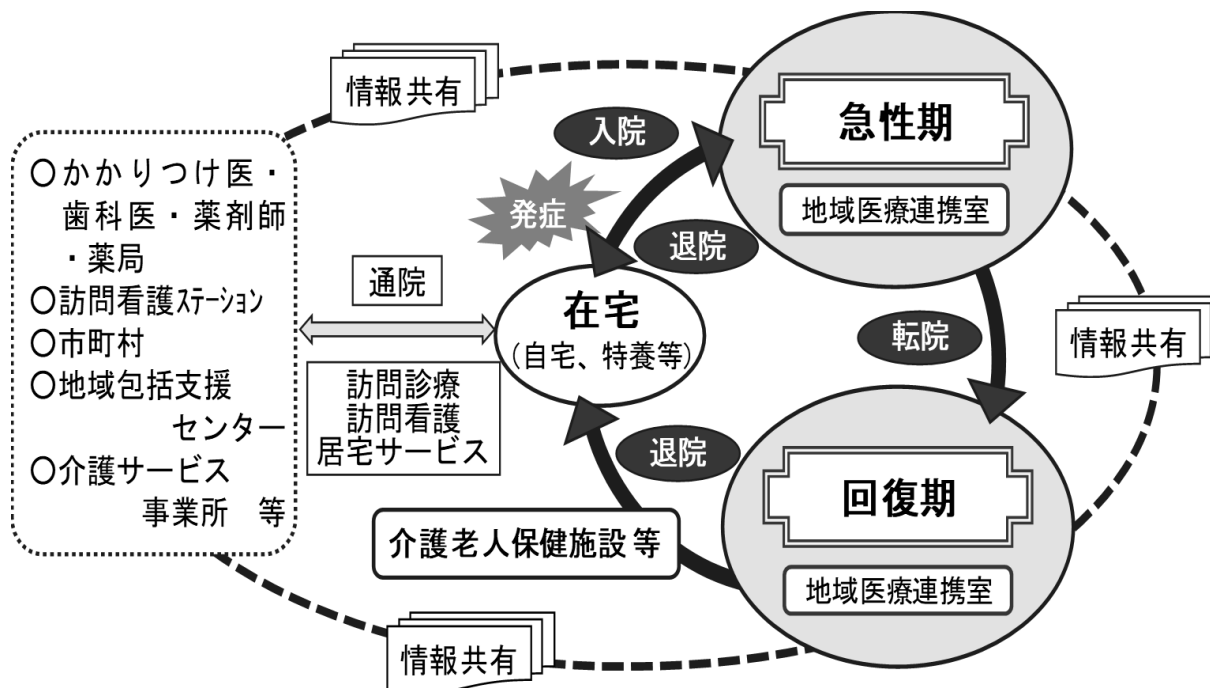 情報共有
急性期
地域医療連携室
入院
発症
退院
〇かかりつけ医・
歯科医・薬剤師
・薬局
〇訪問看護ｽﾃｰｼｮﾝ
〇市町村
〇地域包括支援
センター
〇介護サービス
事業所　等
通院
訪問診療
訪問看護
居宅サービス
在宅
(自宅、特養等)
転院
情報共有
退院
介護老人保健施設等
回復期
地域医療連携室
情報共有